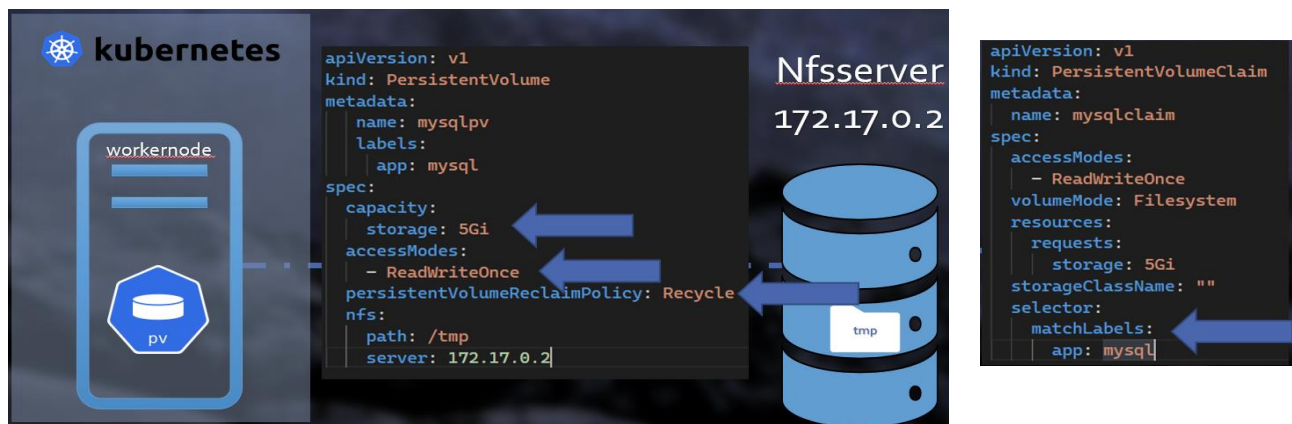 kubernetes
workernode
pv
apiVersion: v1
kind: PersistentVolume
metadata:
name: mysqlpv
labels:
app: mysql
spec:
capacity:
storage: 5Gi
accessModes:
- ReadWriteOnce
persistentVolumeReclaimPolicy: Recycle
nfs:
path: /tmp
server: 172.17.0.2
Nfsserver
172.17.0.2
tmp
apiVersion: v1
kind: PersistentVolumeClaim
metadata:
name: mysqlclaim
spec:
accessModes:
- ReadWriteOnce
volumeMode: Filesystem
resources:
requests:
storage: 5Gi
storageClassName: ""
selector:
matchLabels:
app: mysql